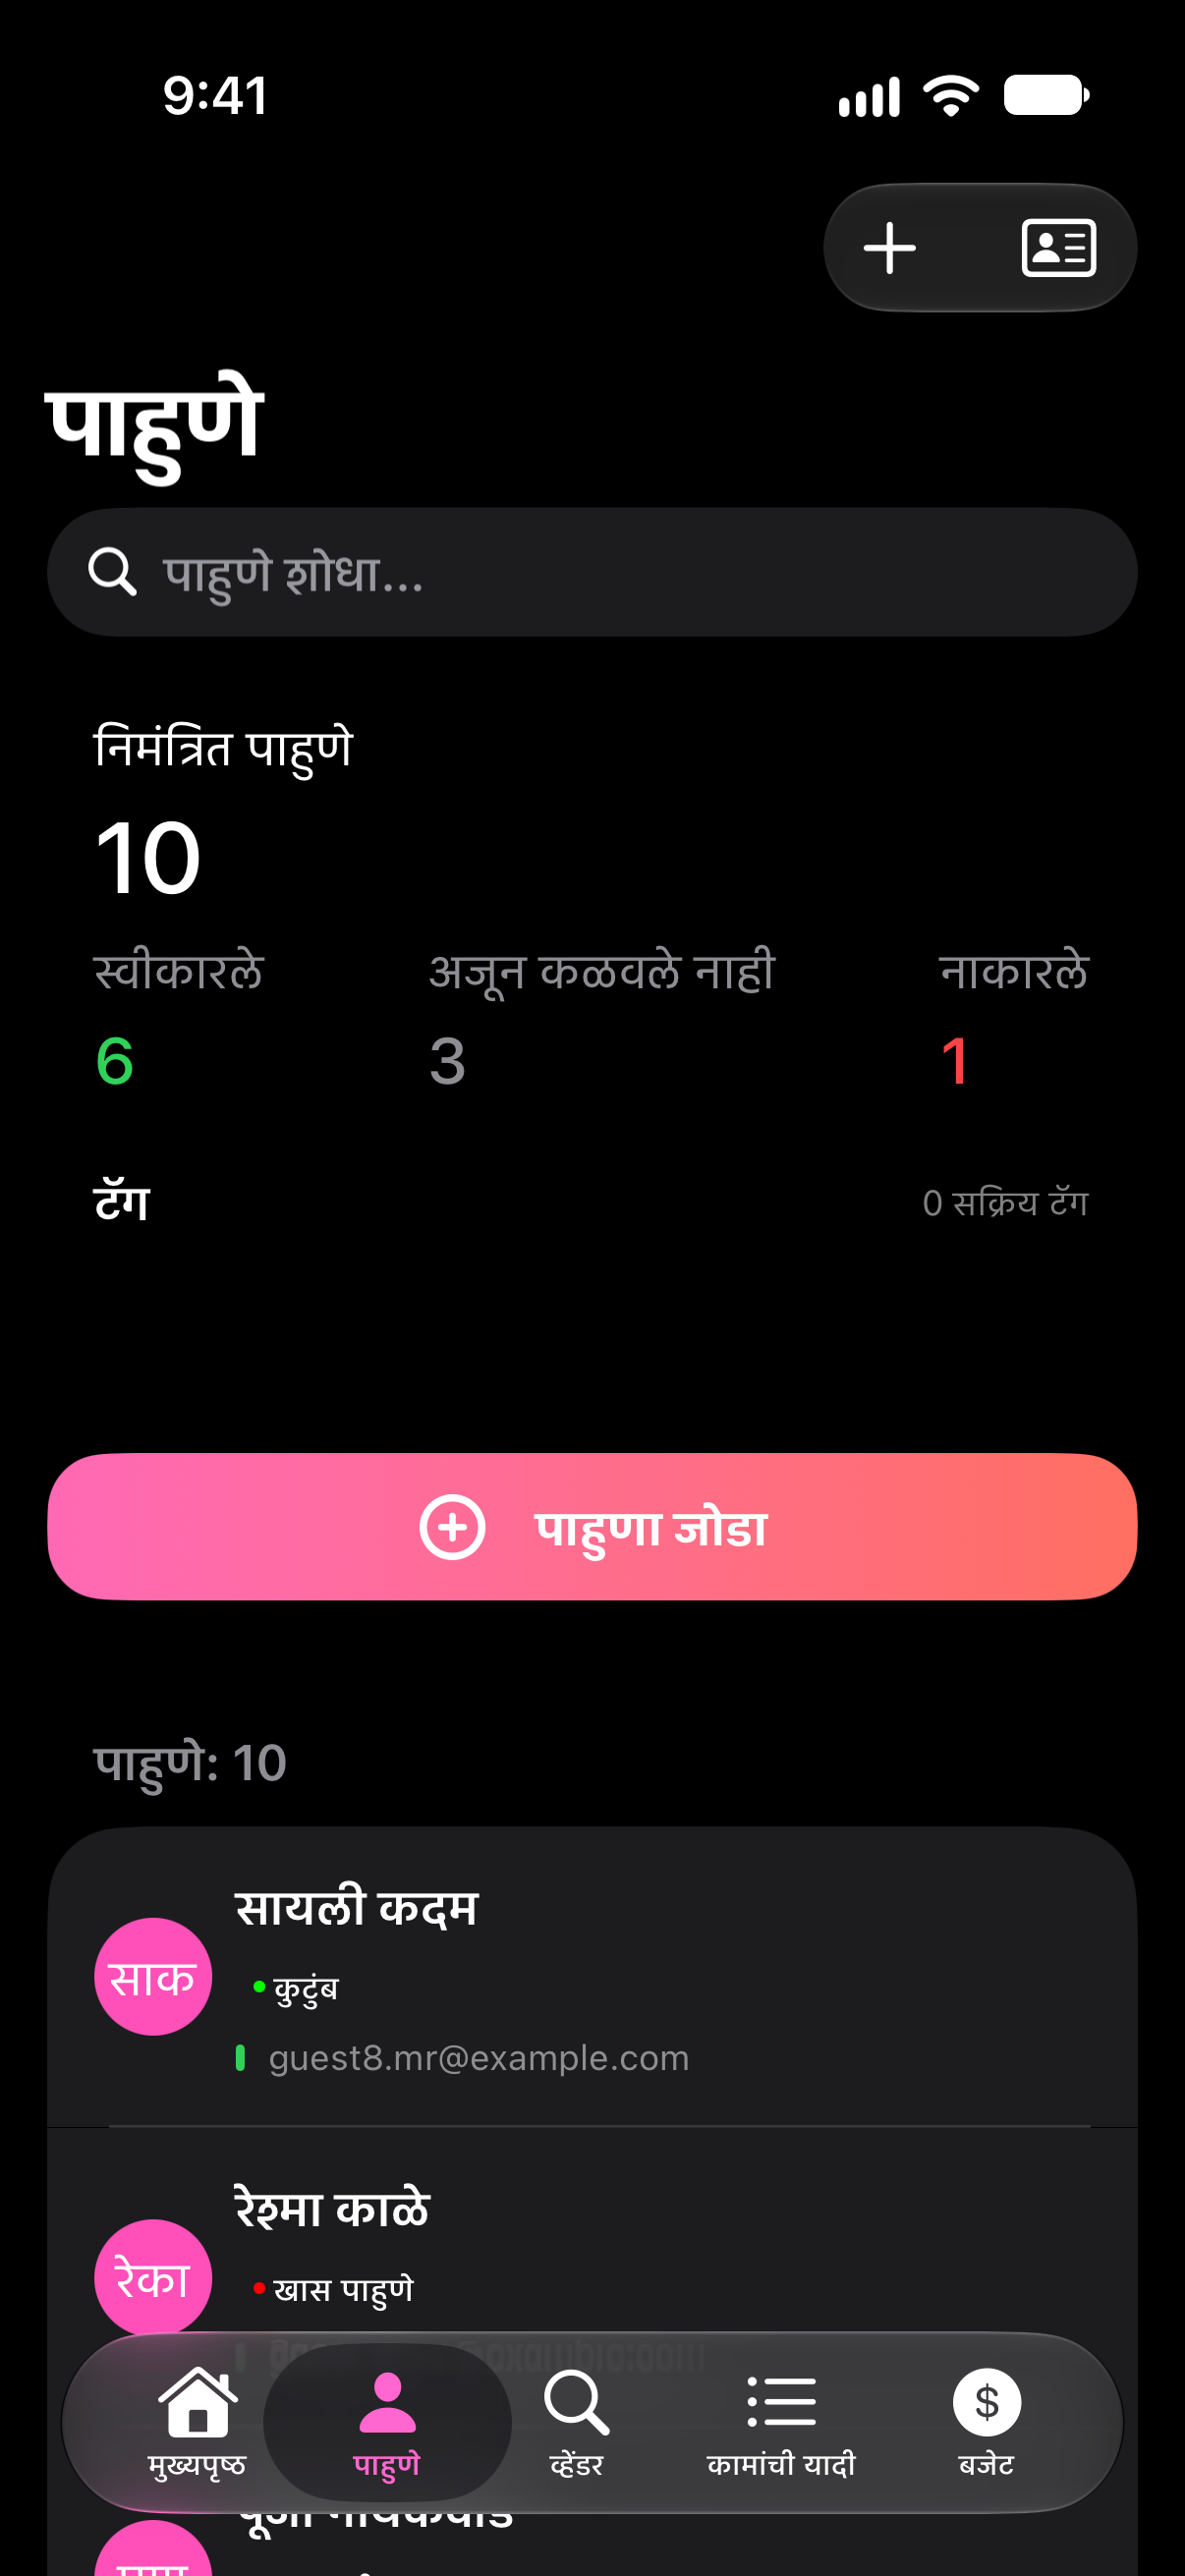 9:41
पाहुणे
पाहुणे शोधा...
निमंत्रित पाहुणे
10
स्वीकारले अजून कळवले नाही नाकारले
6 3 1
टॅग 0 सक्रिय टॅग
पाहुणा जोडा
पाहुणे: 10
सायली कदम
साक
कुटुंब
guest8.mr@example.com
रेश्मा काळे
रेका
खास पाहुणे
मुख्यपृष्ठ पाहुणे व्हेंडर कामांची यादी बजेट